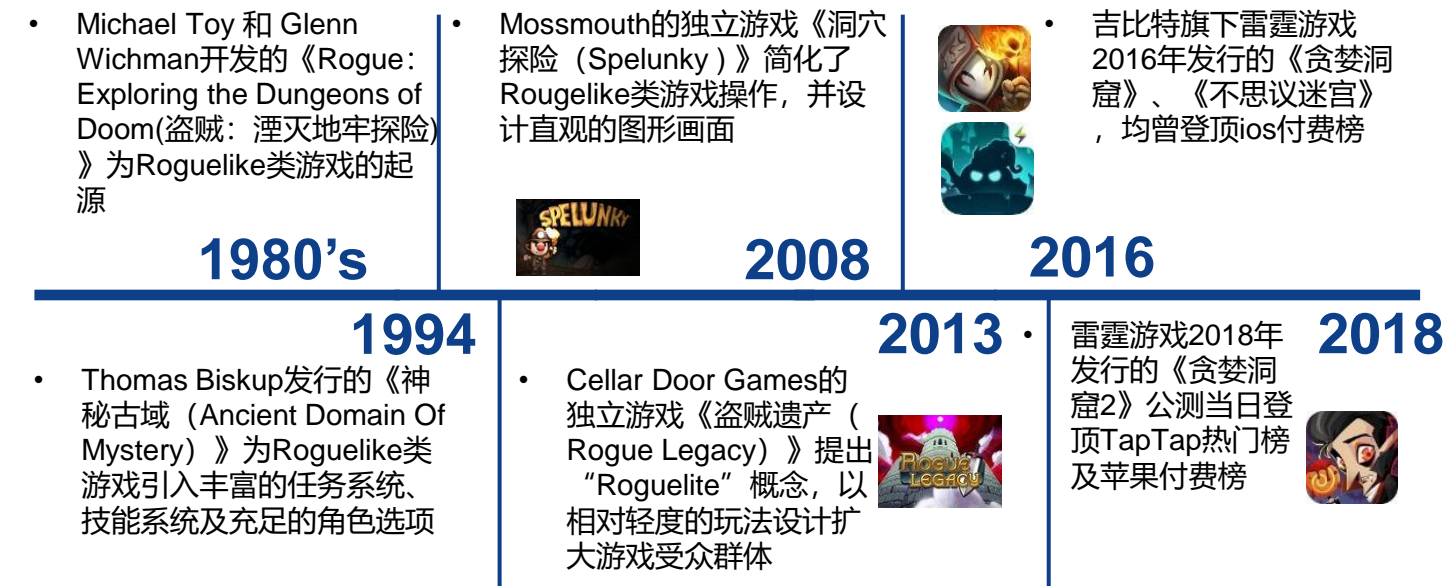 • Michael Toy 和 Glenn
Wichman开发的《Rogue：
Exploring the Dungeons of
Doom(盗贼：湮灭地牢探险)
》为Roguelike类游戏的起
源
1980’s
• Mossmouth的独立游戏《洞穴
探险（Spelunky ) 》简化了
Rougelike类游戏操作，并设
计直观的图形画面
SPELUNKY
2008
• 吉比特旗下雷霆游戏
2016年发行的《贪婪洞
窟》、《不思议迷宫》
，均曾登顶ios付费榜
2016
1994
• Thomas Biskup发行的《神
秘古域（Ancient Domain Of
Mystery）》为Roguelike类
游戏引入丰富的任务系统、
技能系统及充足的角色选项
2013
• Cellar Door Games的
独立游戏《盗贼遗产（
Rogue Legacy）》提出
“Roguelite”概念，以
相对轻度的玩法设计扩
大游戏受众群体
ROGUE
LEGACY
2018
• 雷霆游戏2018年
发行的《贪婪洞
窟2》公测当日登
顶TapTap热门榜
及苹果付费榜